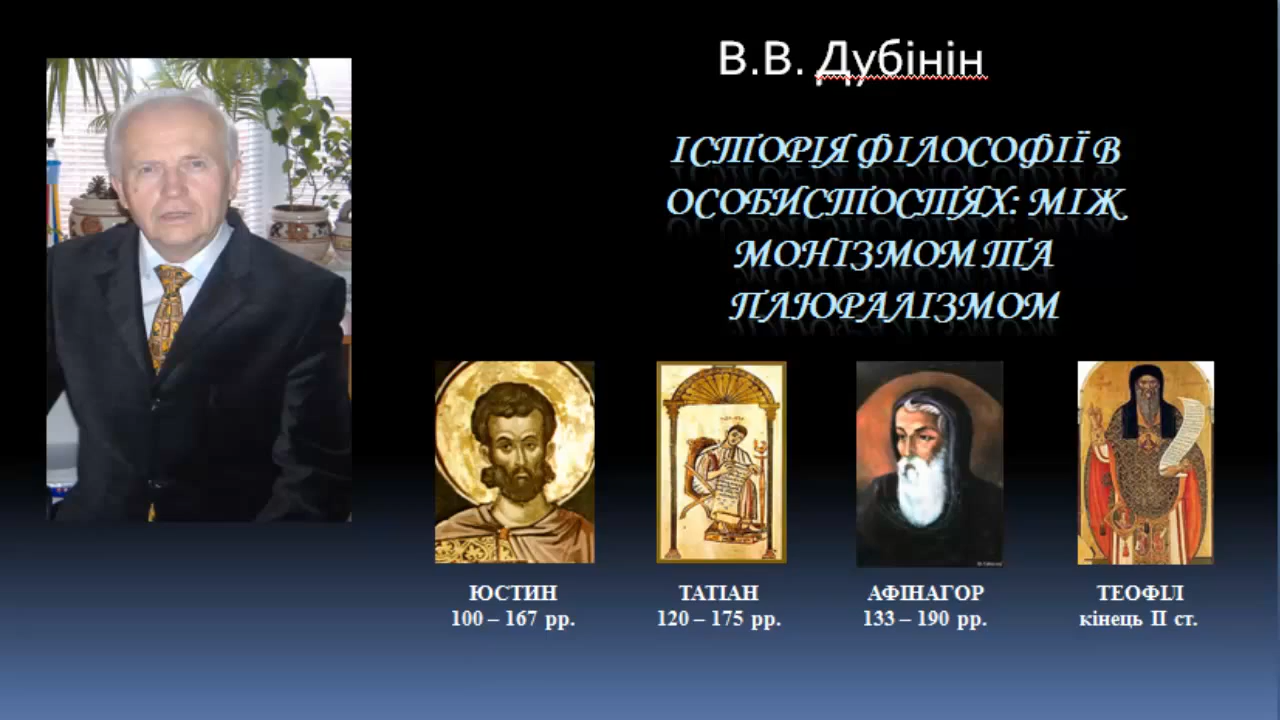 В.В. Дубінін
ІСТОРІЯ ФІЛОСОФІЇ В
ОСОБИСТОСТЯХ: МІЖ
МОНІЗМОМ ТА
ПЛЮРАЛІЗМОМ
ЮСТИН
100 – 167 рр.
ТАТІАН
120 – 175 рр.
АФІНАГОР
133 – 190 рр.
ТЕОФІЛ
кінець ІІ ст.